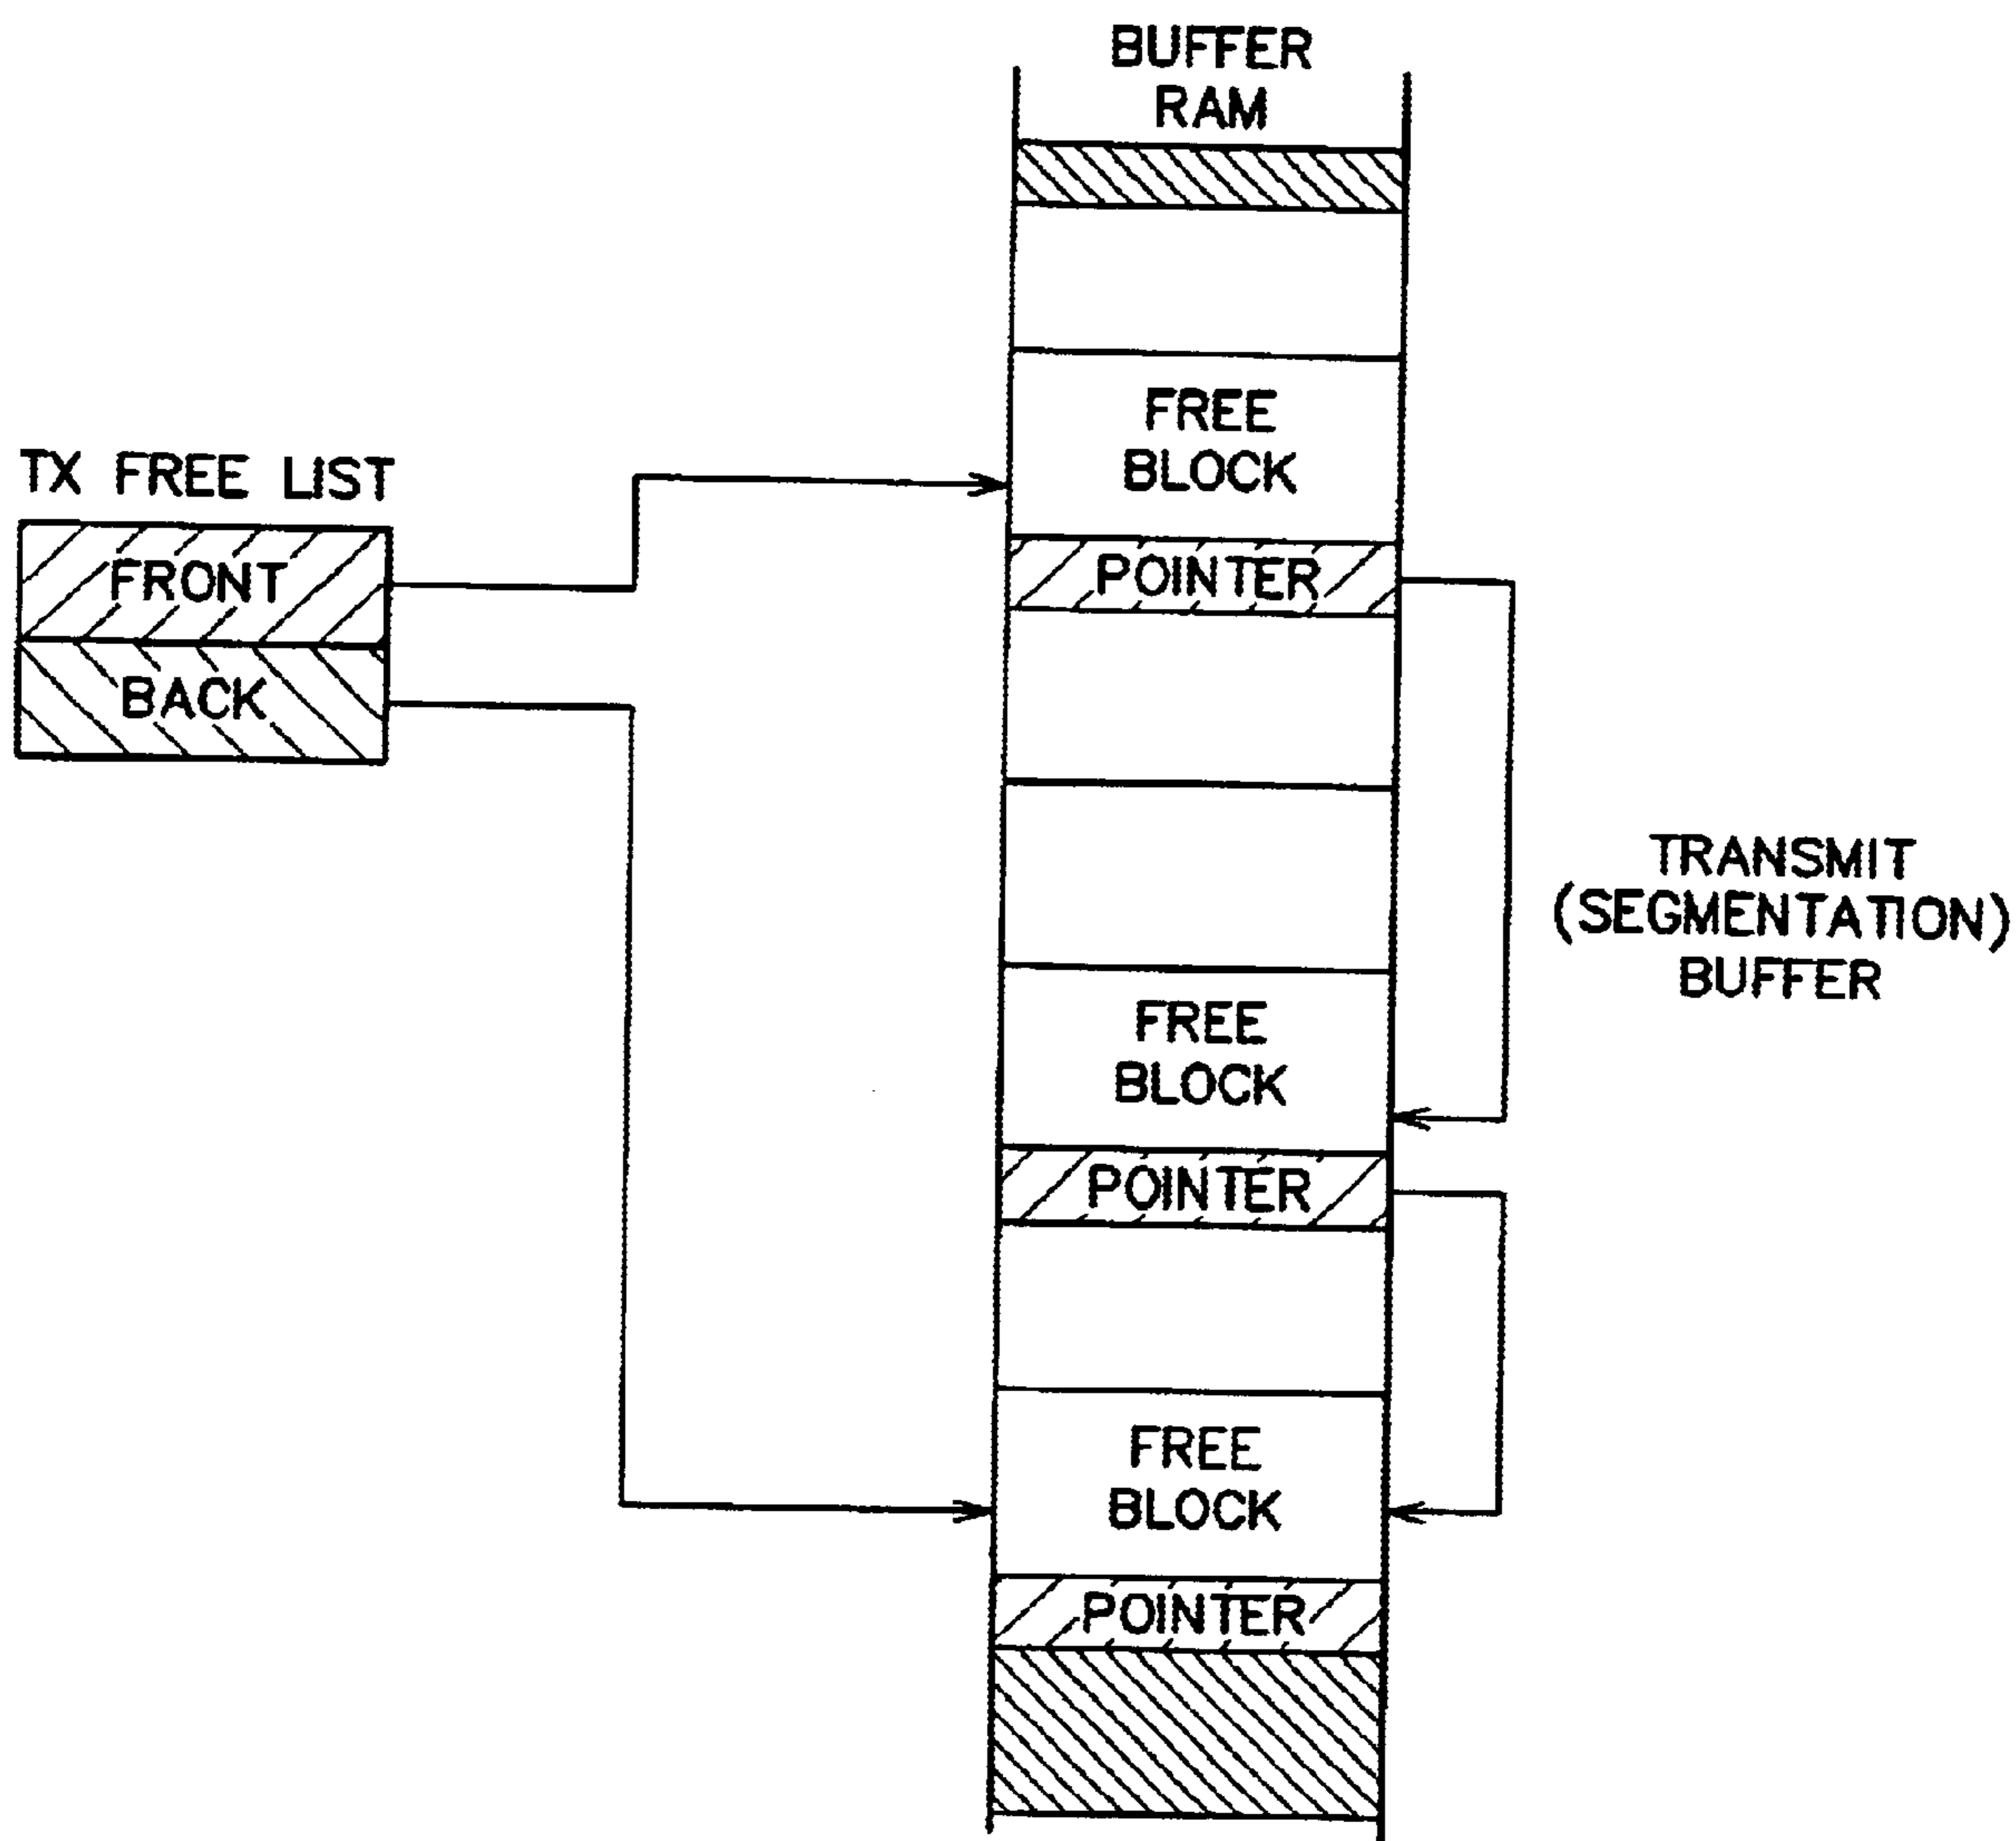 BUFFER
RAM
FREE
BLOCK
TX FREE LIST
FRONT
POINTER
BACK
TRANSMIT
(SEGMENTATION)
BUFFER
FREE
BLOCK
POINTER
FREE
BLOCK
POINTER